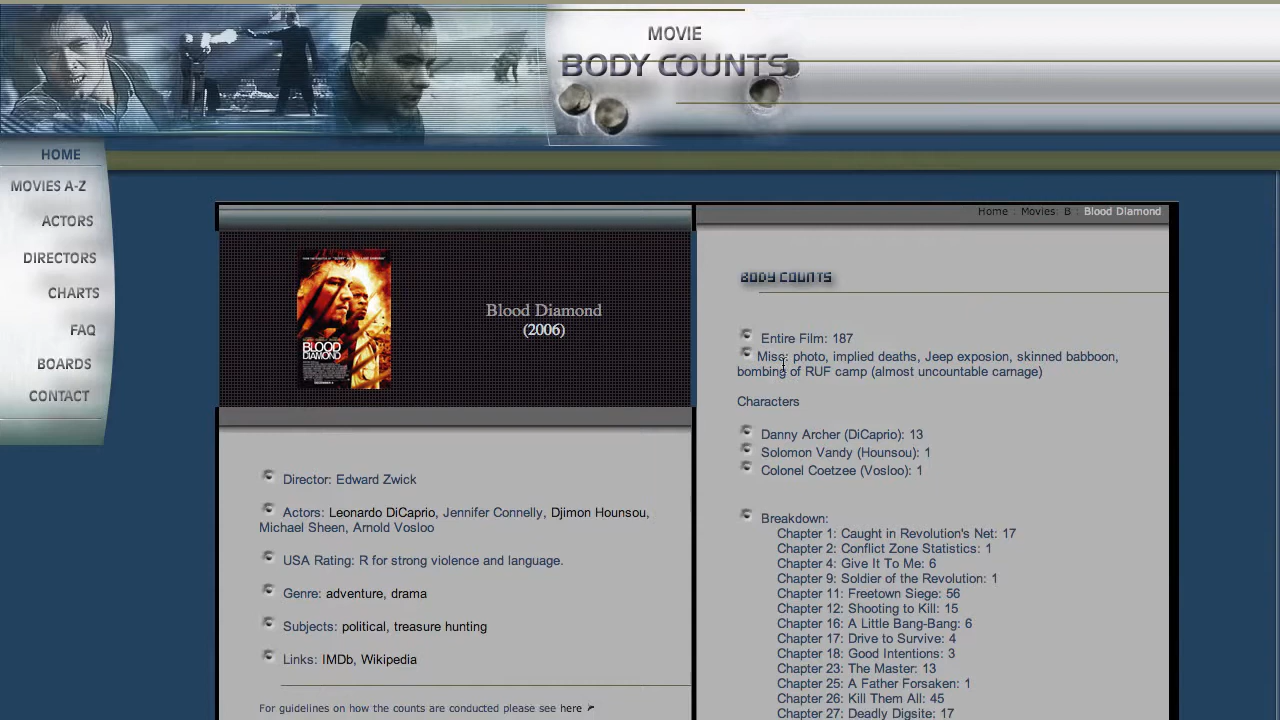 MOVIE
BODY COUNTS
HOME
MOVIES A-Z
ACTORS
DIRECTORS
CHARTS
FAQ
BOARDS
CONTACT
Home : Movies: B : Blood Diamond
BLOOD
DIAMOND
Blood Diamond
(2006)
Director: Edward Zwick
Actors: Leonardo DiCaprio, Jennifer Connelly, Djimon Hounsou,
Michael Sheen, Arnold Vosloo
USA Rating: R for strong violence and language.
Genre: adventure, drama
Subjects: political, treasure hunting
Links: IMDb, Wikipedia
For guidelines on how the counts are conducted please see here
BODY COUNTS
Entire Film: 187
Misc: photo, implied deaths, Jeep exposion, skinned babboon,
bombing of RUF camp (almost uncountable carnage)
Characters
Danny Archer (DiCaprio): 13
Solomon Vandy (Hounsou): 1
Colonel Coetzee (Vosloo): 1
Breakdown:
Chapter 1: Caught in Revolution's Net: 17
Chapter 2: Conflict Zone Statistics: 1
Chapter 4: Give It To Me: 6
Chapter 9: Soldier of the Revolution: 1
Chapter 11: Freetown Siege: 56
Chapter 12: Shooting to Kill: 15
Chapter 16: A Little Bang-Bang: 6
Chapter 17: Drive to Survive: 4
Chapter 18: Good Intentions: 3
Chapter 23: The Master: 13
Chapter 25: A Father Forsaken: 1
Chapter 26: Kill Them All: 45
Chapter 27: Deadly Digsite: 17